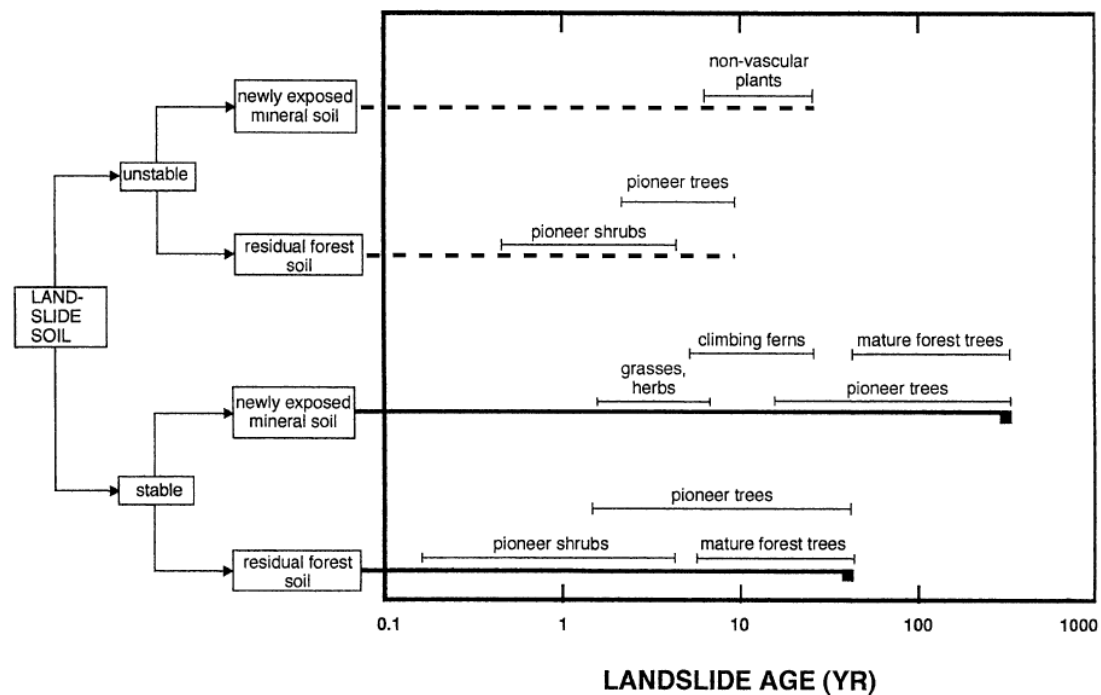 non-vascular
plants
newly exposed
mineral soil
unstable
pioneer trees
pioneer shrubs
residual forest
soil
LAND-
SLIDE
SOIL
climbing ferns
mature forest trees
grasses,
herbs
pioneer trees
newly exposed
mineral soil
stable
pioneer trees
pioneer shrubs
mature forest trees
residual forest
soil
0.1
1
10
100
1000
LANDSLIDE AGE (YR)